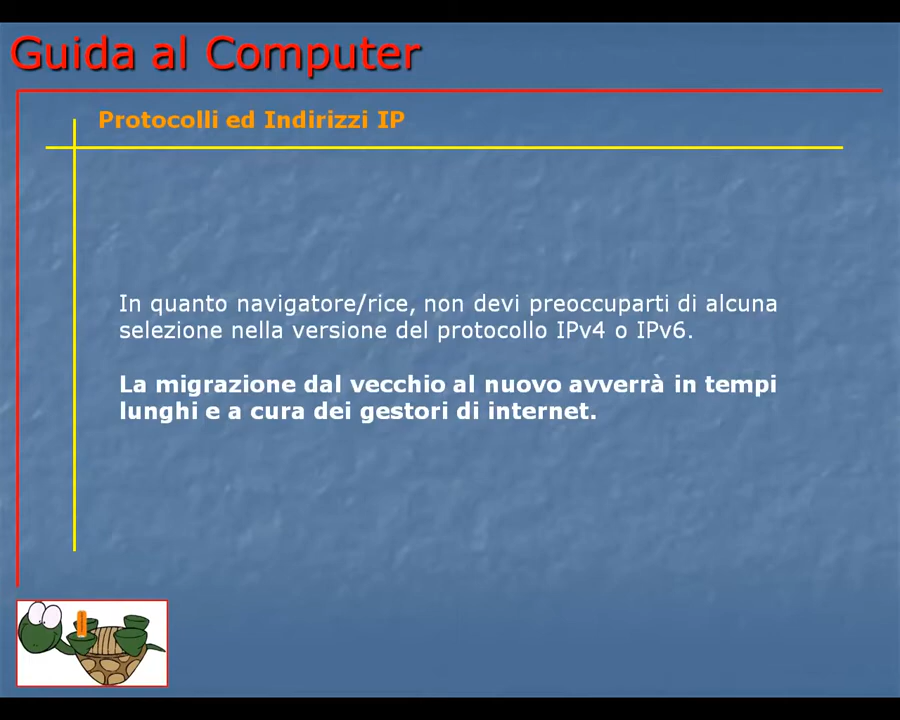 Guida al Computer
Protocolli ed Indirizzi IP
In quanto navigatore/rice, non devi preoccuparti di alcuna
selezione nella versione del protocollo IPv4 o IPv6.
La migrazione dal vecchio al nuovo avverrà in tempi
lunghi e a cura dei gestori di internet.